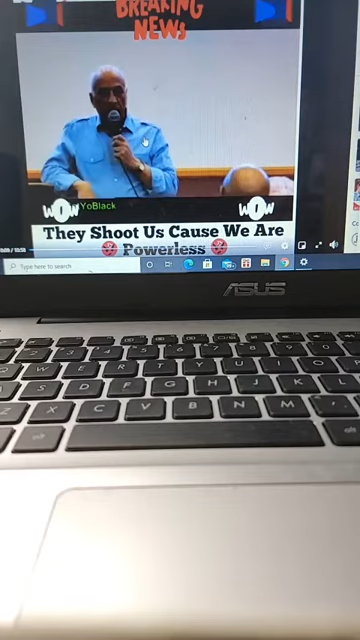 BREAKING
NEWS
WOW YoBlack WOW
They Shoot Us Cause We Are
Powerless
Type here to search
ASUS
W E R T Y U I O
S D F G H J K L
Z X C V B N M